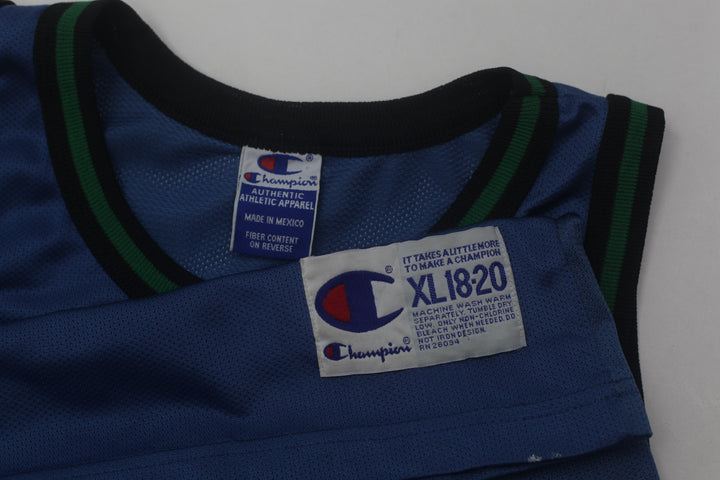 Champion®
AUTHENTIC
ATHLETIC APPAREL
MADE IN MEXICO
FIBER CONTENT
ON REVERSE
IT TAKES A LITTLE MORE
TO MAKE A CHAMPION
XL18-20
MACHINE WASH WARM
SEPARATELY, TUMBLE DRY
LOW. ONLY NON-CHLORINE
BLEACH WHEN NEEDED. DO
NOT IRON DESIGN.
RN 26094
Champion